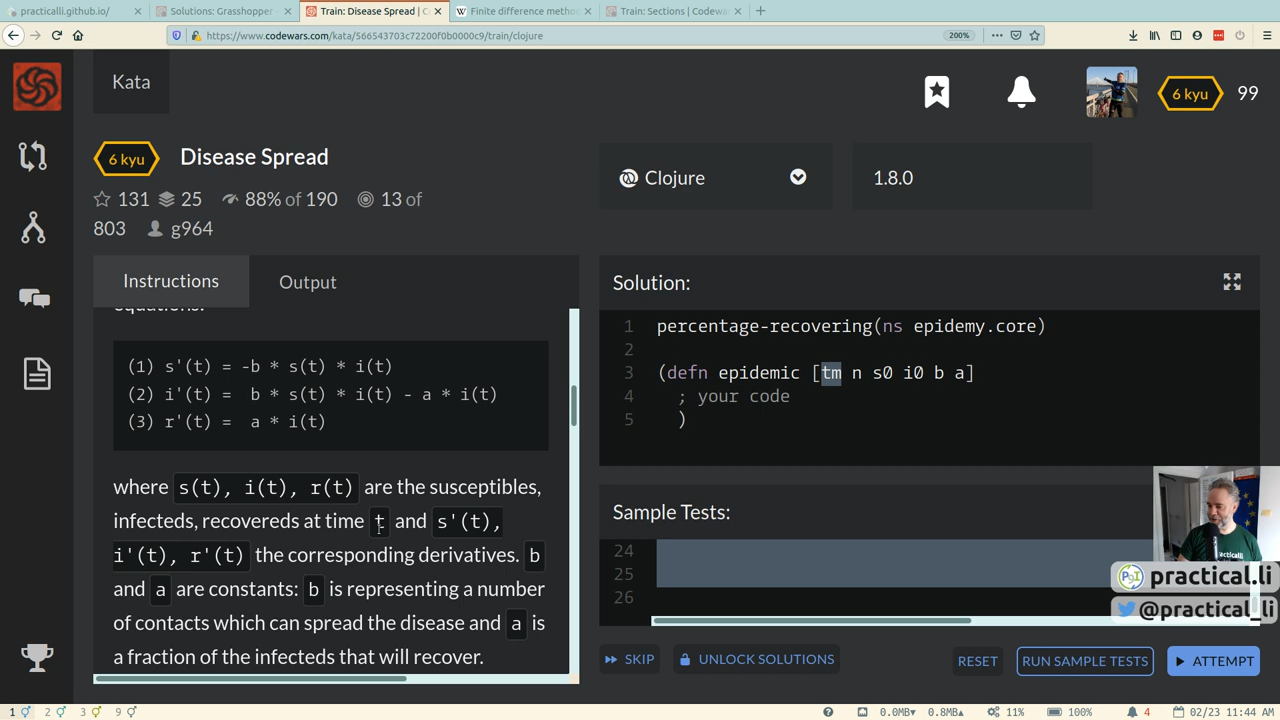 practicalli.github.io/
Solutions: Grasshopper -
Train: Disease Spread | C
Finite difference metho
Train: Sections | Codewar
https://www.codewars.com/kata/566543703c72200f0b0000c9/train/clojure
200%
Kata
6 kyu
99
6 kyu
Disease Spread
131 25 88% of 190 13 of
803 g964
Clojure
1.8.0
Instructions
Output
equations:
(1) s'(t) = -b * s(t) * i(t)
(2) i'(t) =  b * s(t) * i(t) - a * i(t)
(3) r'(t) =  a * i(t)
where s(t), i(t), r(t) are the susceptibles,
infecteds, recovereds at time t and s'(t),
i'(t), r'(t) the corresponding derivatives. b
and a are constants: b is representing a number
of contacts which can spread the disease and a is
a fraction of the infecteds that will recover.
Solution:
1 percentage-recovering(ns epidemy.core)
2
3 (defn epidemic [tm n s0 i0 b a]
4 ; your code
5 )
Sample Tests:
24
25
26
practical.li
@practical_li
SKIP
UNLOCK SOLUTIONS
RESET
RUN SAMPLE TESTS
ATTEMPT
1 2 3 9
0.0MB 0.8MB 11% 100% 4 02/23 11:44 AM